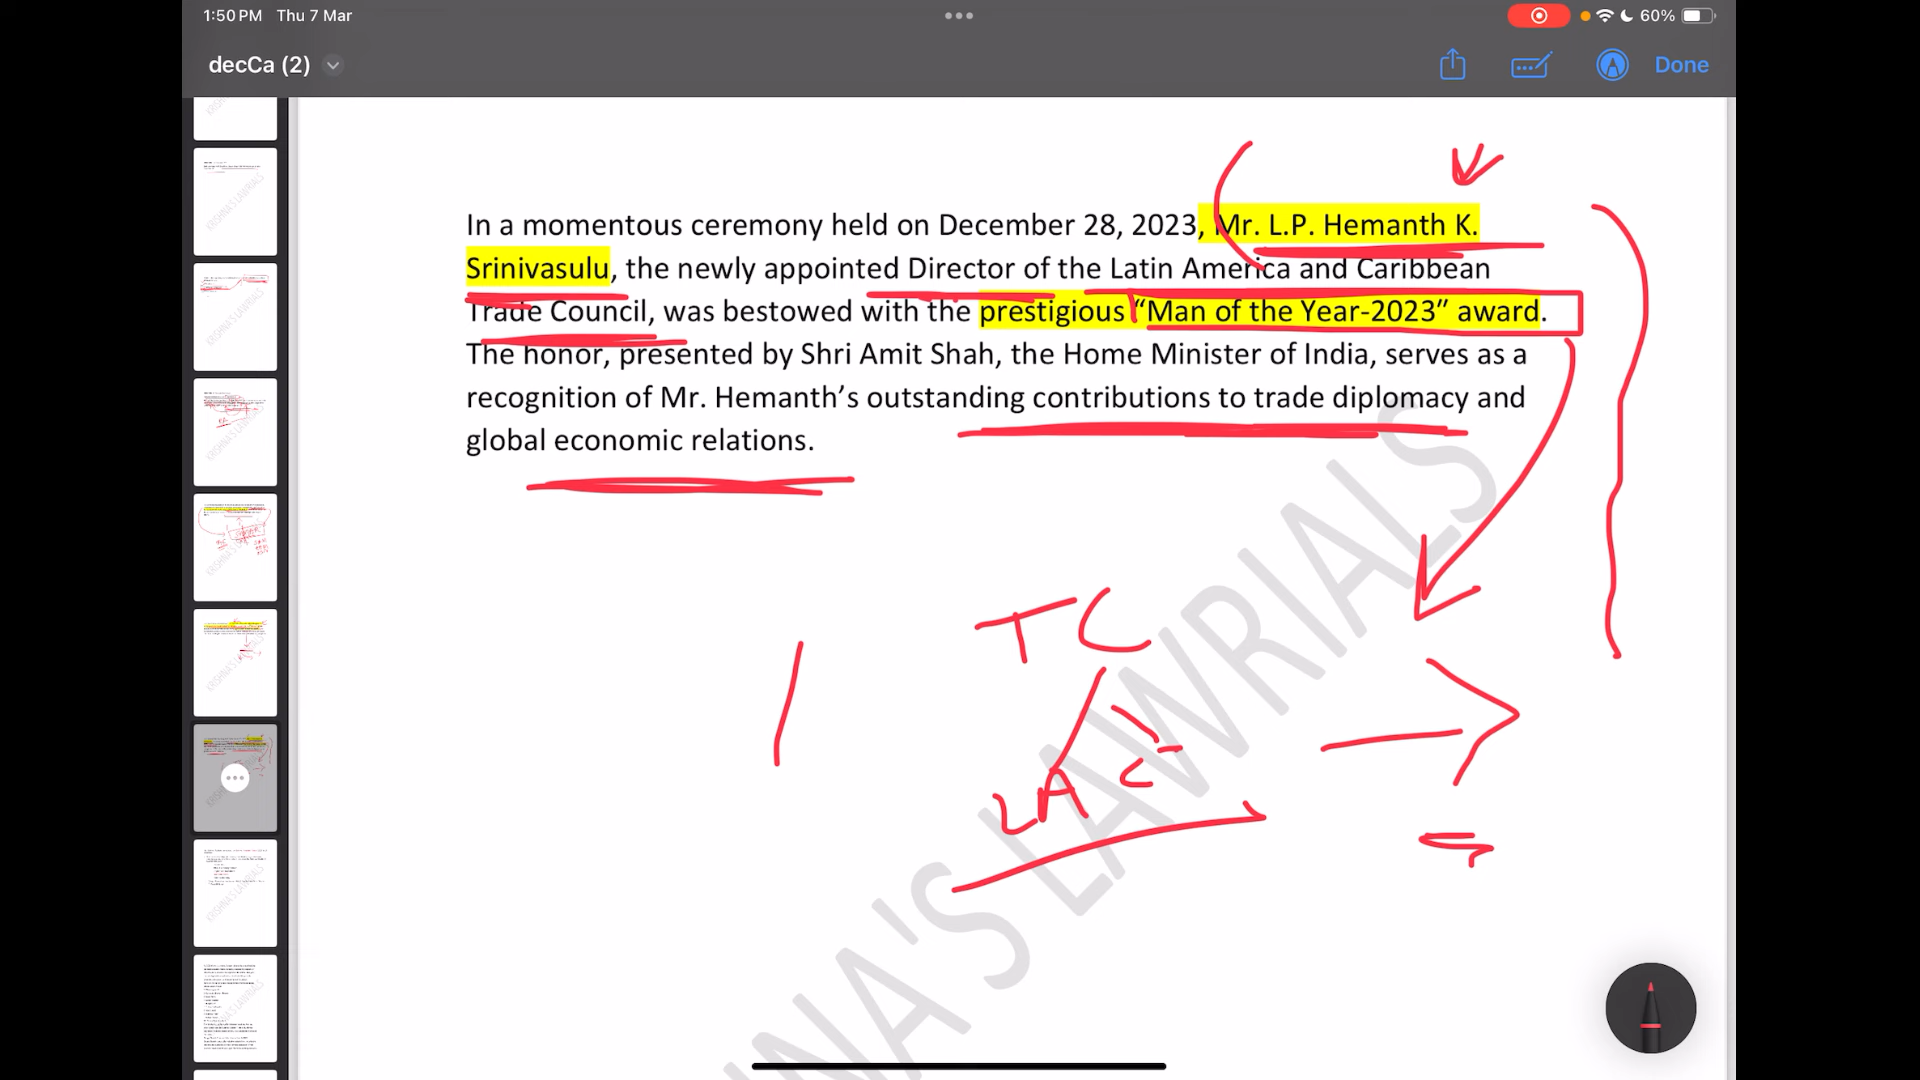 1:50 PM Thu 7 Mar
60%
decCa (2)
Done
In a momentous ceremony held on December 28, 2023, Mr. L.P. Hemanth K.
Srinivasulu, the newly appointed Director of the Latin America and Caribbean
Trade Council, was bestowed with the prestigious “Man of the Year-2023” award.
The honor, presented by Shri Amit Shah, the Home Minister of India, serves as a
recognition of Mr. Hemanth’s outstanding contributions to trade diplomacy and
global economic relations.
TC
LA C
NA'S LAWRIALS